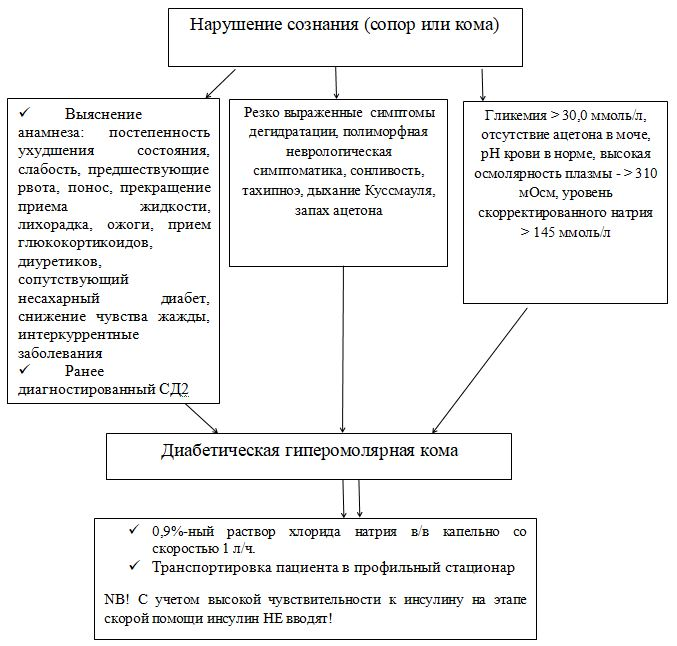 Нарушение сознания (сопор или кома)
✓ Выяснение
анамнеза: постепенность
ухудшения состояния,
слабость, предшествующие
рвота, понос, прекращение
приема жидкости,
лихорадка, ожоги, прием
глюкокортикоидов,
диуретиков,
сопутствующий
несахарный диабет,
снижение чувства жажды,
интеркуррентные
заболевания
✓ Ранее
диагностированный СД2
Резко выраженные симптомы
дегидратации, полиморфная
неврологическая
симптоматика, сонливость,
тахипноэ, дыхание Куссмауля,
запах ацетона
Гликемия > 30,0 ммоль/л,
отсутствие ацетона в моче,
рН крови в норме, высокая
осмолярность плазмы - > 310
мОсм, уровень
скорректированного натрия
> 145 ммоль/л
Диабетическая гиперомолярная кома
✓ 0,9%-ный раствор хлорида натрия в/в капельно со
скоростью 1 л/ч.
✓ Транспортировка пациента в профильный стационар
NB! С учетом высокой чувствительности к инсулину на этапе
скорой помощи инсулин НЕ вводят!